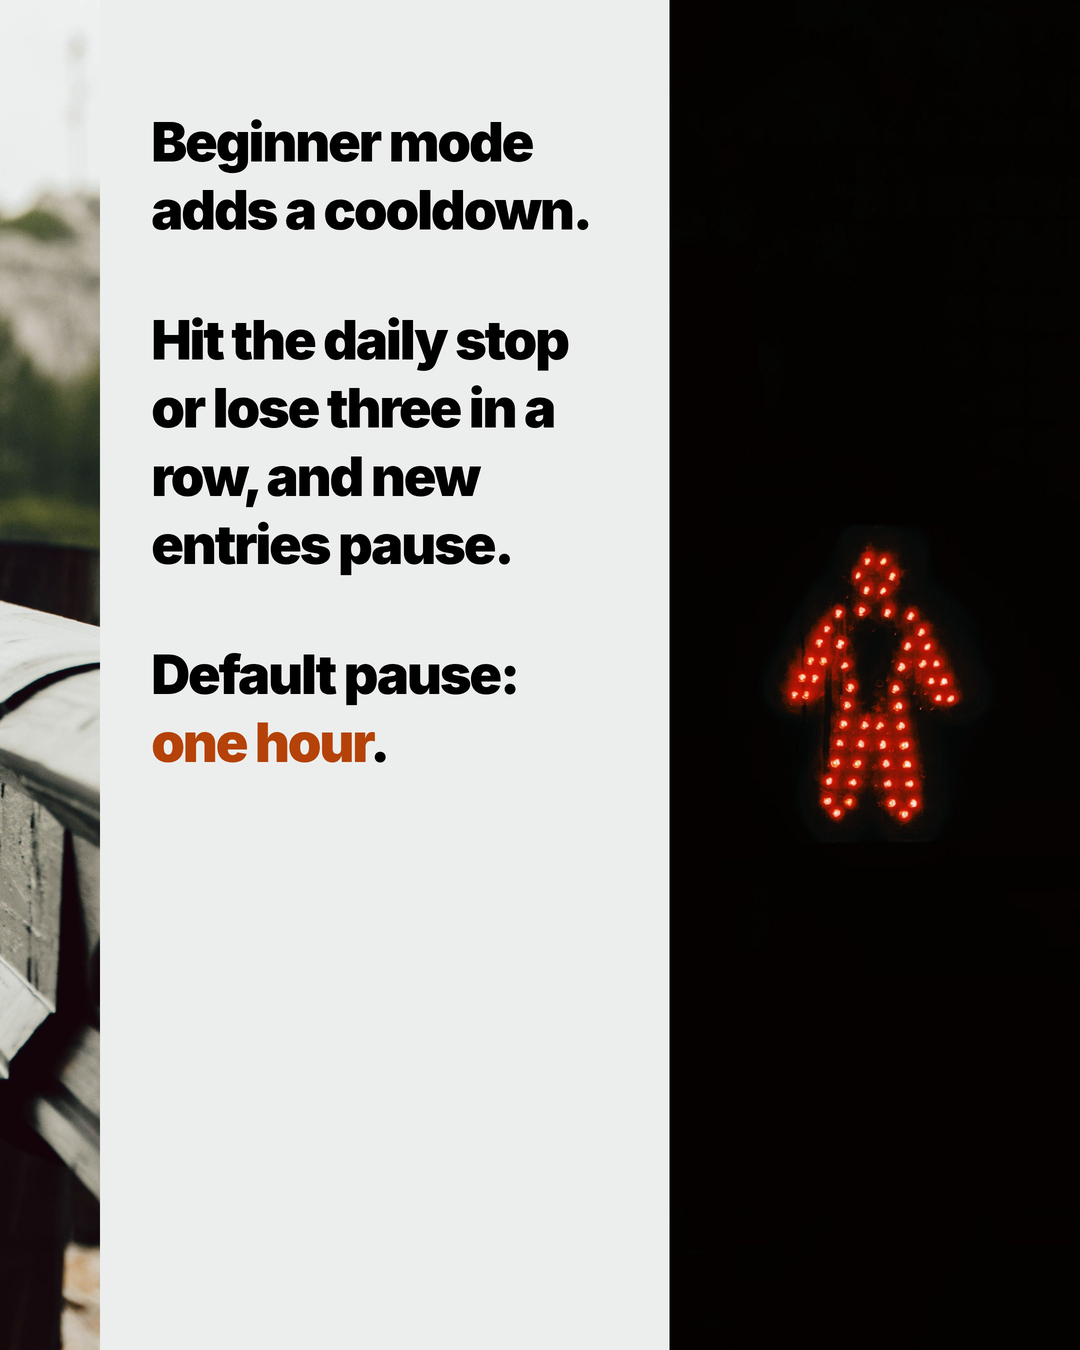 Beginner mode
adds a cooldown.
Hit the daily stop
or lose three in a
row, and new
entries pause.
Default pause:
one hour.